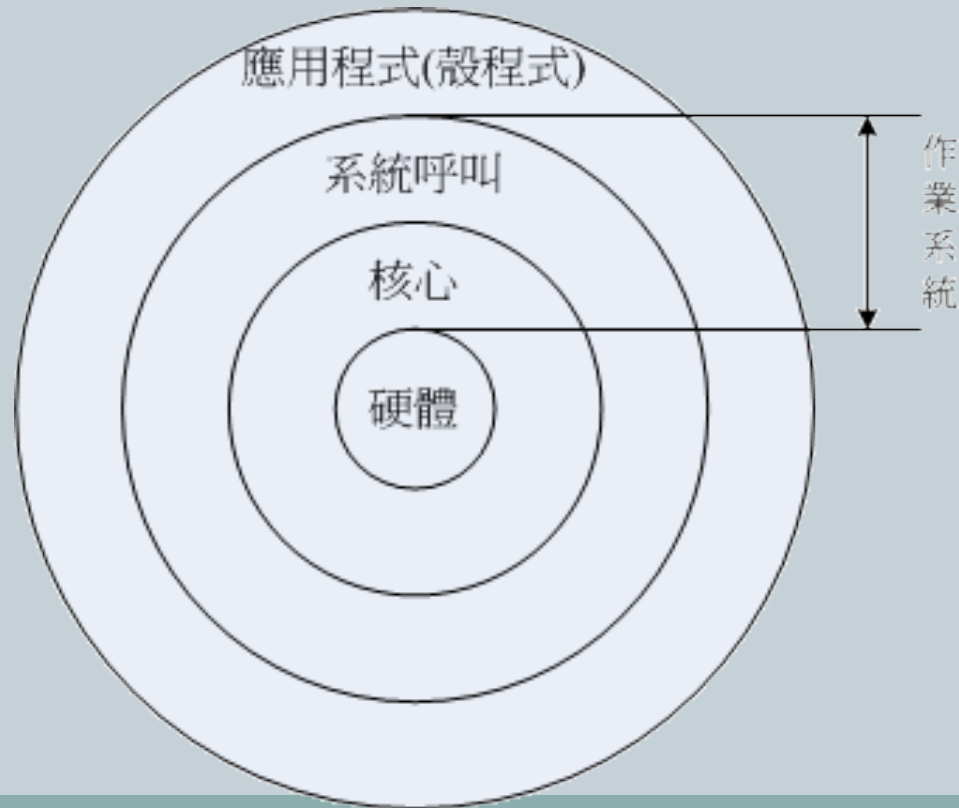 應用程式(殼程式)
系統呼叫
核心
硬體
作業系統